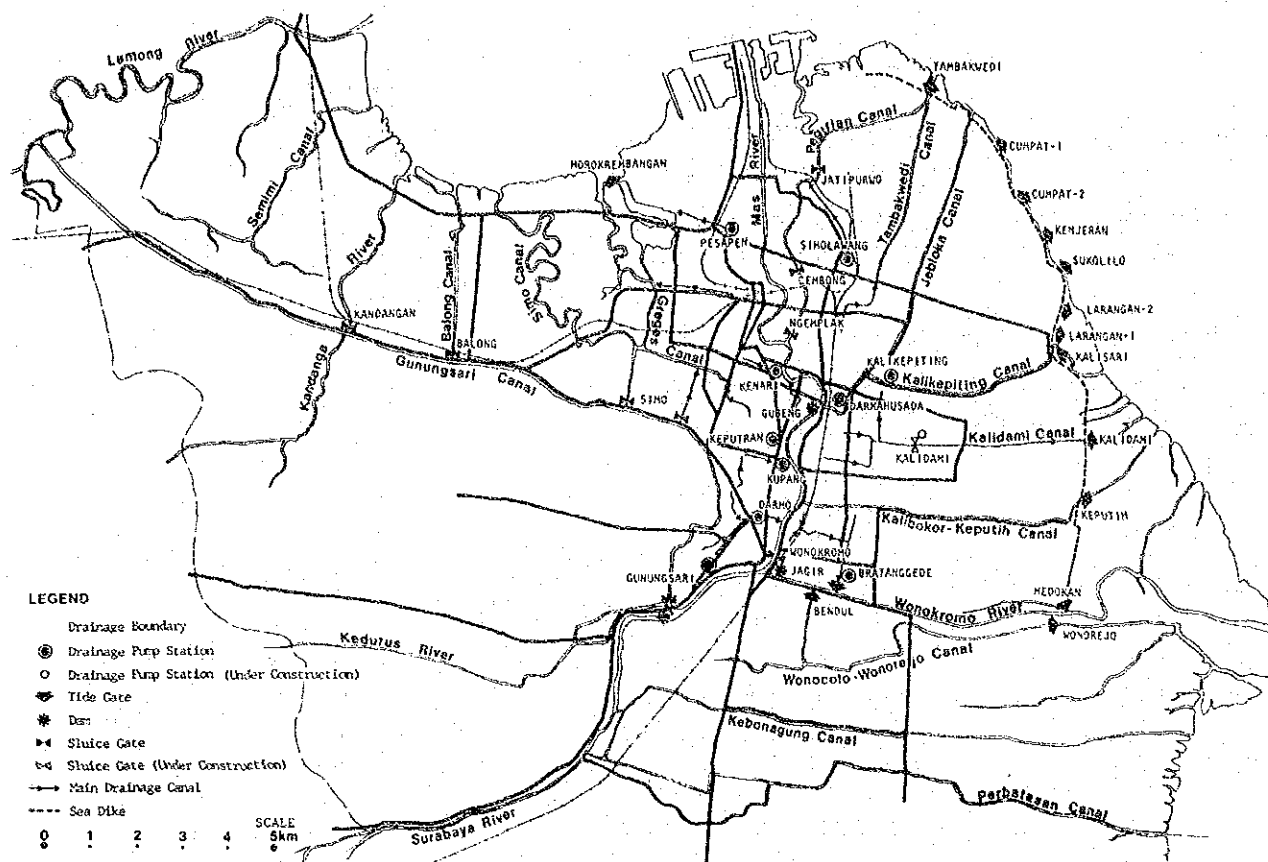 Lamong River
TAMBAKWEDI
Pegirian Canal
CUMPAT-1
Semimi Canal
MOROKREMBANGAN
Mas River
JATIPURWO
Tambakwedi Canal
CUMPAT-2
Jebloka Canal
River
PESAPEN
SIMOLAWANG
KENJERAN
SUKOLILO
Balong Canal
Simo Canal
Greges
LARANGAN-2
KANDANGAN
NGEMPLAK
LARANGAN-1
BALONG
KALISARI
Gunungsari Canal
Canal
KALIKEPITING
Kalikepiting Canal
Kandanga
KENARI
SIMO
GUBENG
DARMAHUSADA
KEPUTRAN
Kalidami Canal
KALIDAMI
KALIDAMI
KUPANG
DARMO
KEPUTIH
Kalibokor-Keputih Canal
WONOKROMO
GUNUNGSARI
JAGIR
URAYANGGEDE
MEDOKAN
BENDUL
Wonokromo River
WONOREJO
Kedurus River
Wonocolo-Wonorejo Canal
Kebonagung Canal
Perbatasan Canal
Surabaya River
LEGEND
Drainage Boundary
Drainage Pump Station
Drainage Pump Station (Under Construction)
Tide Gate
Dam
Sluice Gate
Sluice Gate (Under Construction)
Main Drainage Canal
Sea Dike
SCALE
0 1 2 3 4 5km